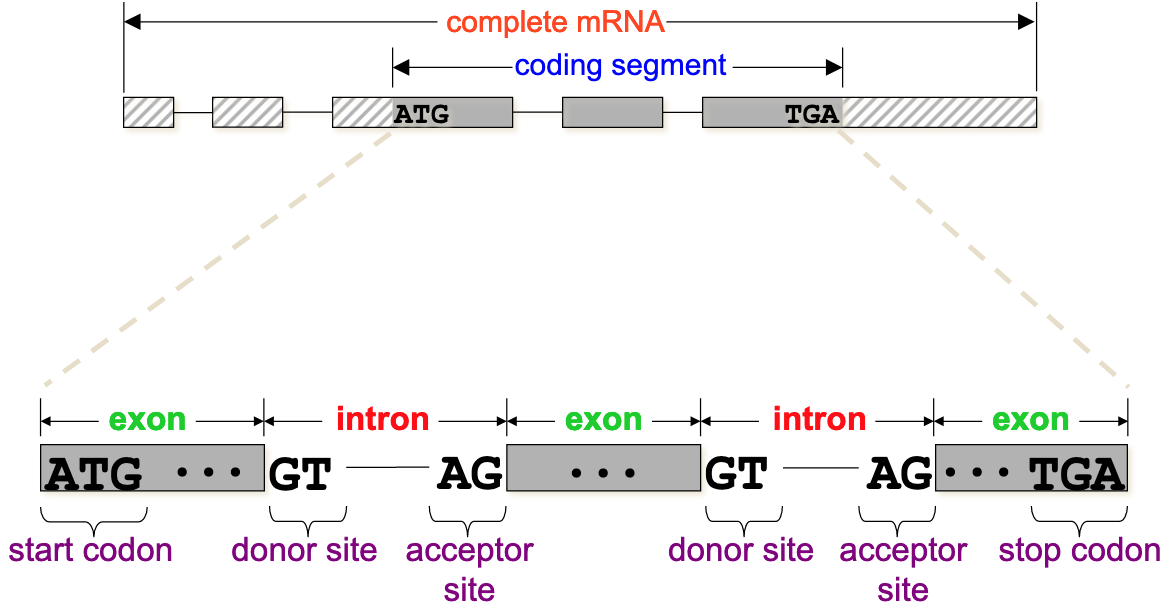 complete mRNA
coding segment
ATG TGA
exon intron exon intron exon
ATG ... GT AG ... GT AG ... TGA
start codon donor site acceptor site donor site acceptor site stop codon